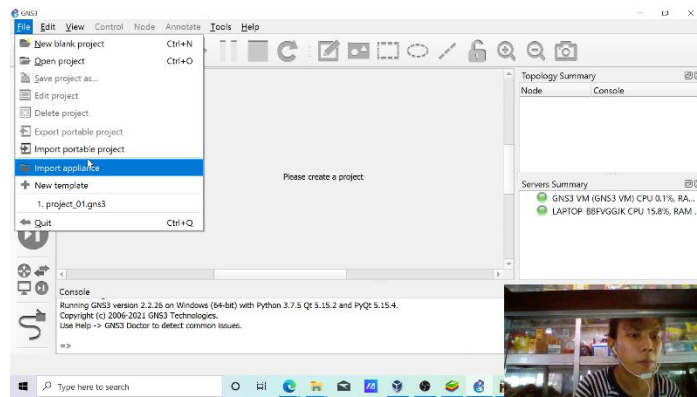 GNS3
File Edit View Control Node Annotate Tools Help
New blank project Ctrl+N
Open project Ctrl+O
Save project as...
Edit project
Delete project
Export portable project
Import portable project
Import appliance
New template
1. project_01.gns3
Quit Ctrl+Q
Please create a project
Topology Summary
Node Console
Servers Summary
GNS3 VM (GNS3 VM) CPU 0.1%, RA...
LAPTOP BBFVGGJK CPU 15.8%, RAM ...
Console
Running GNS3 version 2.2.26 on Windows (64-bit) with Python 3.7.5 Qt 5.15.2 and PyQt 5.15.4.
Copyright (c) 2006-2021 GNS3 Technologies.
Use Help -> GNS3 Doctor to detect common issues.
=>
Type here to search